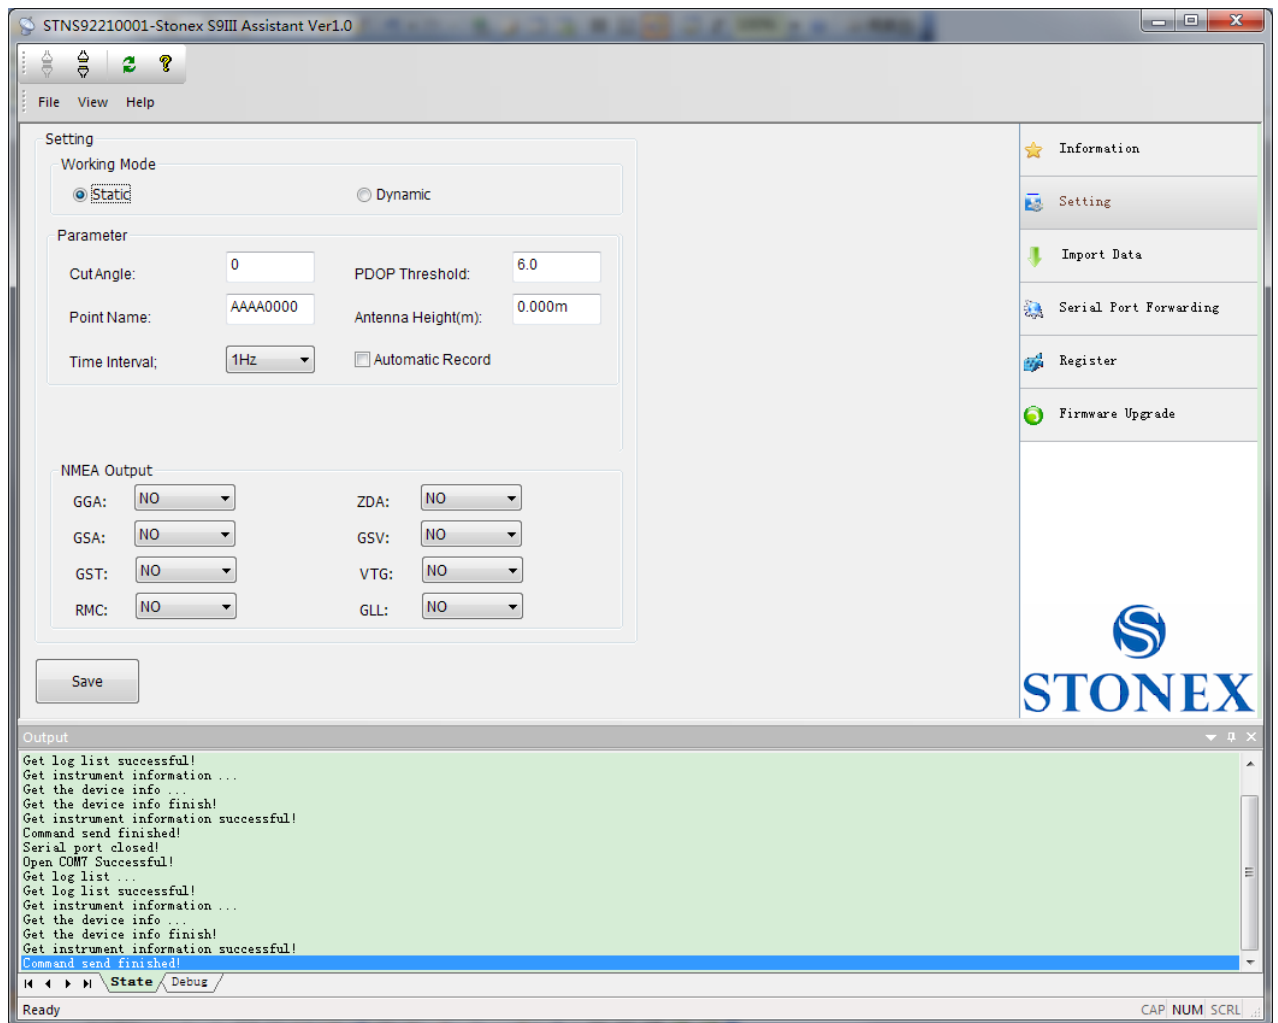 STNS92210001-Stonex S9III Assistant Ver1.0
File View Help
Setting
Working Mode
Static Dynamic
Parameter
CutAngle: 0 PDOP Threshold: 6.0
Point Name: AAAA0000 Antenna Height(m): 0.000m
Time Interval; 1Hz Automatic Record
NMEA Output
GGA: NO ZDA: NO
GSA: NO GSV: NO
GST: NO VTG: NO
RMC: NO GLL: NO
Save
Information
Setting
Import Data
Serial Port Forwarding
Register
Firmware Upgrade
STONEX
Output
Get log list successful!
Get instrument information ...
Get the device info ...
Get the device info finish!
Get instrument information successful!
Command send finished!
Serial port closed!
Open COM7 Successful!
Get log list ...
Get log list successful!
Get instrument information ...
Get the device info ...
Get the device info finish!
Get instrument information successful!
Command send finished!
State Debug
Ready CAP NUM SCRL